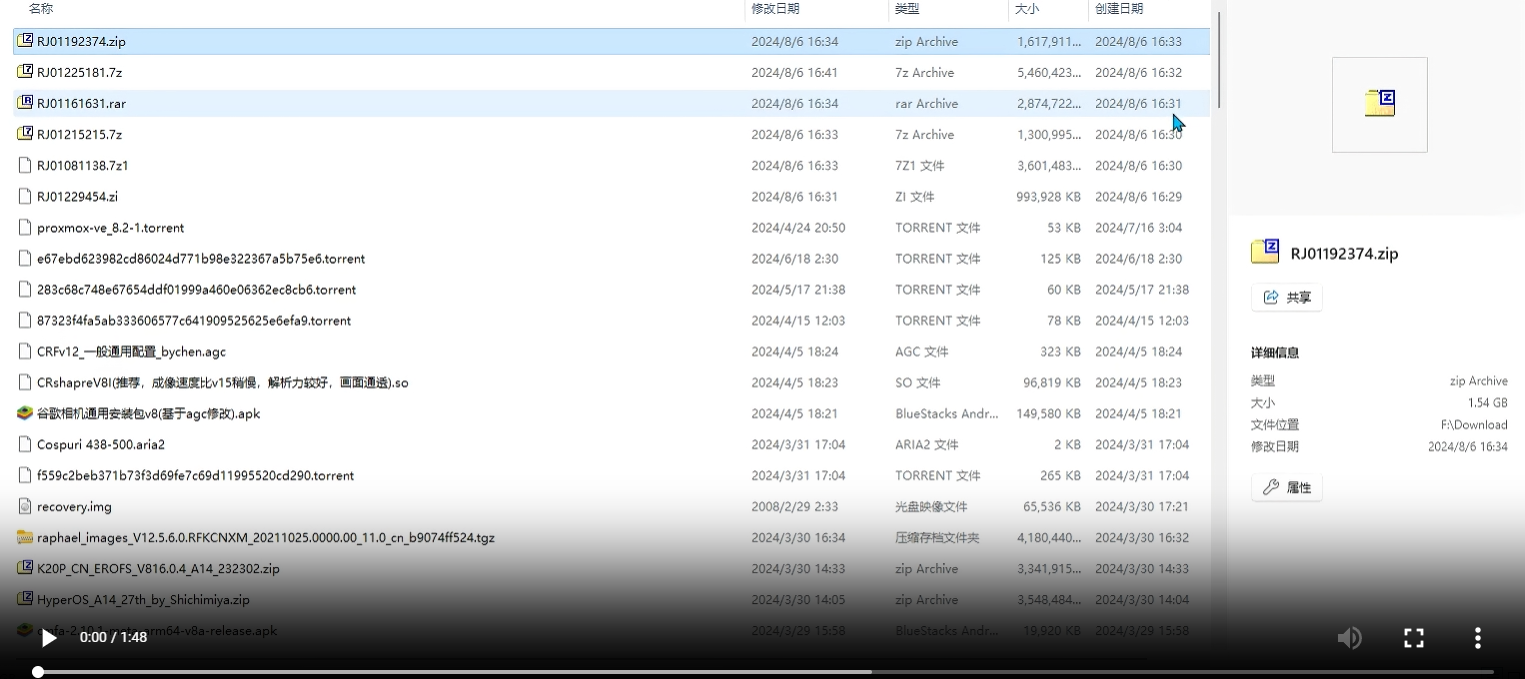 名称 修改日期 类型 大小 创建日期
RJ01192374.zip 2024/8/6 16:34 zip Archive 1,617,911... 2024/8/6 16:33
RJ01225181.7z 2024/8/6 16:41 7z Archive 5,460,423... 2024/8/6 16:32
RJ01161631.rar 2024/8/6 16:34 rar Archive 2,874,722... 2024/8/6 16:31
RJ01215215.7z 2024/8/6 16:33 7z Archive 1,300,995... 2024/8/6 16:30
RJ01081138.7z1 2024/8/6 16:33 7Z1 文件 3,601,483... 2024/8/6 16:30
RJ01229454.zi 2024/8/6 16:31 ZI 文件 993,928 KB 2024/8/6 16:29
proxmox-ve_8.2-1.torrent 2024/4/24 20:50 TORRENT 文件 53 KB 2024/7/16 3:04
e67ebd623982cd86024d771b98e322367a5b75e6.torrent 2024/6/18 2:30 TORRENT 文件 125 KB 2024/6/18 2:30
283c68c748e67654ddf01999a460e06362ec8cb6.torrent 2024/5/17 21:38 TORRENT 文件 60 KB 2024/5/17 21:38
87323f4fa5ab333606577c641909525625e6efa9.torrent 2024/4/15 12:03 TORRENT 文件 78 KB 2024/4/15 12:03
CRFv12_一般通用配置_bychen.agc 2024/4/5 18:24 AGC 文件 323 KB 2024/4/5 18:24
CRshapreV8I(推荐，成像速度比v15稍慢，解析力较好，画面通透).so 2024/4/5 18:23 SO 文件 96,819 KB 2024/4/5 18:23
谷歌相机通用安装包v8(基于agc修改).apk 2024/4/5 18:21 BlueStacks Andr... 149,580 KB 2024/4/5 18:21
Cospuri 438-500.aria2 2024/3/31 17:04 ARIA2 文件 2 KB 2024/3/31 17:04
f559c2beb371b73f3d69fe7c69d11995520cd290.torrent 2024/3/31 17:04 TORRENT 文件 265 KB 2024/3/31 17:04
recovery.img 2008/2/29 2:33 光盘映像文件 65,536 KB 2024/3/30 17:21
raphael_images_V12.5.6.0.RFKCNXM_20211025.0000.00_11.0_cn_b9074ff524.tgz 2024/3/30 16:34 压缩存档文件夹 4,180,440... 2024/3/30 16:32
K20P_CN_EROFS_V816.0.4_A14_232302.zip 2024/3/30 14:33 zip Archive 3,341,915... 2024/3/30 14:33
HyperOS_A14_27th_by_Shichimiya.zip 2024/3/30 14:05 zip Archive 3,548,484... 2024/3/30 14:04
2024/3/29 15:58 BlueStacks Andr... 19,920 KB 2024/3/29 15:58
0:00 / 1:48
RJ01192374.zip
共享
详细信息
类型 zip Archive
大小 1.54 GB
文件位置 F:\Download
修改日期 2024/8/6 16:34
属性